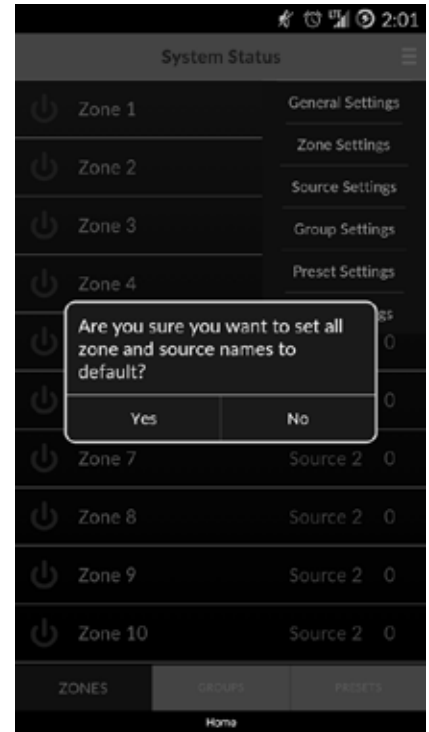 2:01
System Status
Zone 1
General Settings
Zone Settings
Zone 2
Source Settings
Zone 3
Group Settings
Preset Settings
Zone 4
gs
Are you sure you want to set all
zone and source names to
default?
0
Yes No
0
Zone 7 Source 2 0
Zone 8 Source 2 0
Zone 9 Source 2 0
Zone 10 Source 2 0
ZONES GROUPS PRESETS
Home